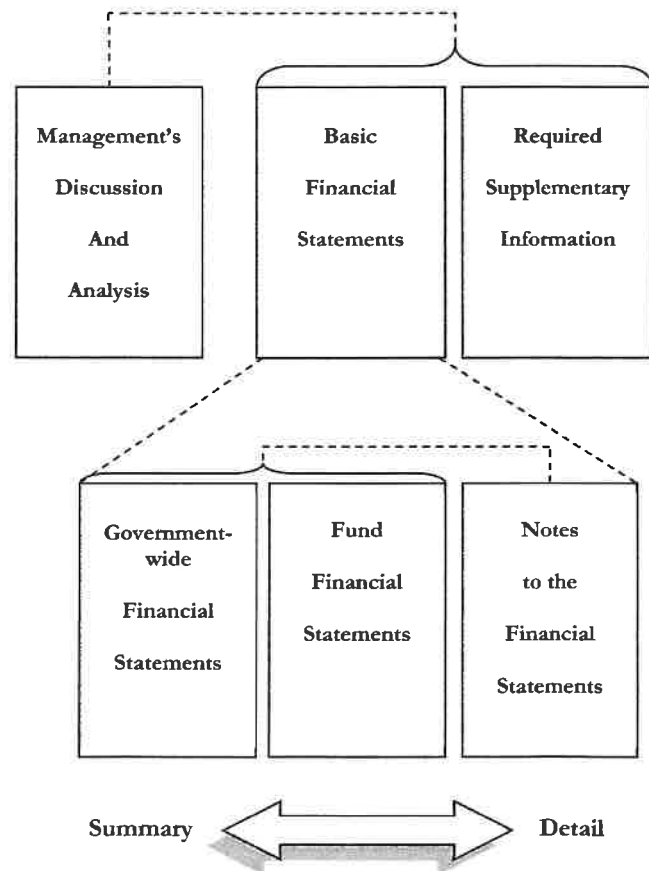 Management's
Discussion
And
Analysis
Basic
Financial
Statements
Required
Supplementary
Information
Government-
wide
Financial
Statements
Fund
Financial
Statements
Notes
to the
Financial
Statements
Summary
Detail